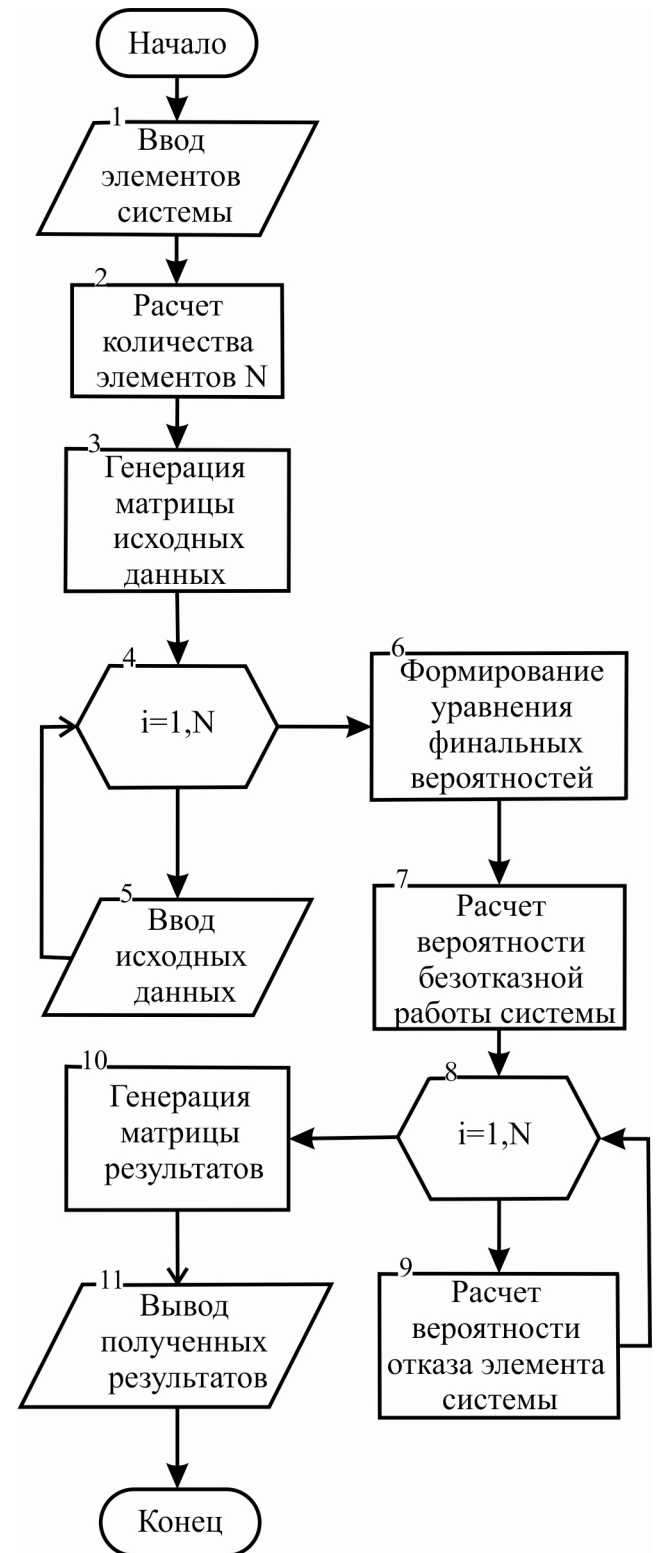 Начало
1
Ввод
элементов
системы
2
Расчет
количества
элементов N
3
Генерация
матрицы
исходных
данных
4
i=1,N
5
Ввод
исходных
данных
6
Формирование
уравнения
финальных
вероятностей
7
Расчет
вероятности
безотказной
работы системы
8
i=1,N
9
Расчет
вероятности
отказа элемента
системы
10
Генерация
матрицы
результатов
11
Вывод
полученных
результатов
Конец